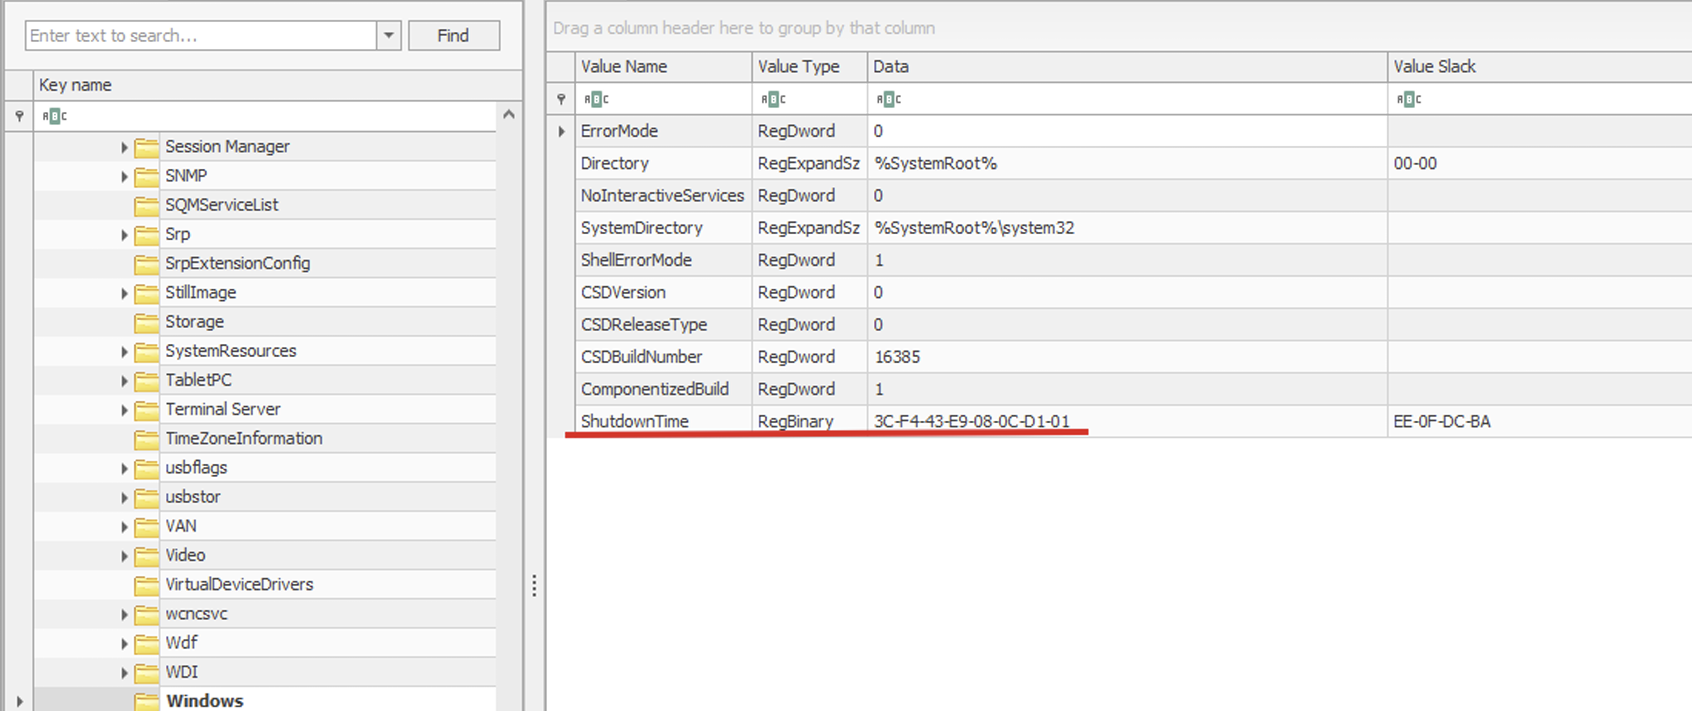 Enter text to search...
Find
Key name
ABC
Session Manager
SNMP
SQMServiceList
Srp
SrpExtensionConfig
StillImage
Storage
SystemResources
TabletPC
Terminal Server
TimeZoneInformation
usbflags
usbstor
VAN
Video
VirtualDeviceDrivers
wcncsvc
Wdf
WDI
Windows
Drag a column header here to group by that column
Value Name Value Type Data Value Slack
ABC ABC ABC ABC
ErrorMode RegDword 0
Directory RegExpandSz %SystemRoot% 00-00
NoInteractiveServices RegDword 0
SystemDirectory RegExpandSz %SystemRoot%\system32
ShellErrorMode RegDword 1
CSDVersion RegDword 0
CSDReleaseType RegDword 0
CSDBuildNumber RegDword 16385
ComponentizedBuild RegDword 1
ShutdownTime RegBinary 3C-F4-43-E9-08-0C-D1-01 EE-0F-DC-BA